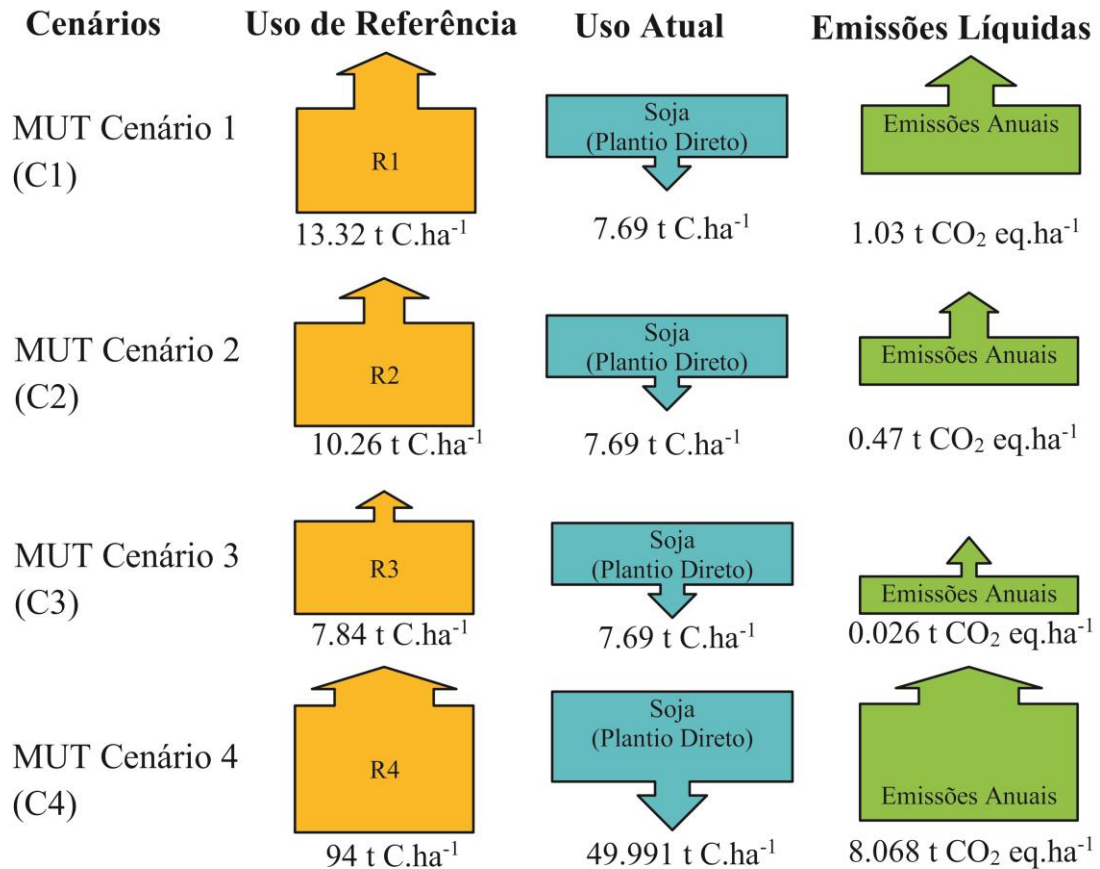 Cenários Uso de Referência Uso Atual Emissões Líquidas
MUT Cenário 1
(C1)
R1
13.32 t C.ha⁻¹
Soja
(Plantio Direto)
7.69 t C.ha⁻¹
Emissões Anuais
1.03 t CO₂ eq.ha⁻¹
MUT Cenário 2
(C2)
R2
10.26 t C.ha⁻¹
Soja
(Plantio Direto)
7.69 t C.ha⁻¹
Emissões Anuais
0.47 t CO₂ eq.ha⁻¹
MUT Cenário 3
(C3)
R3
7.84 t C.ha⁻¹
Soja
(Plantio Direto)
7.69 t C.ha⁻¹
Emissões Anuais
0.026 t CO₂ eq.ha⁻¹
MUT Cenário 4
(C4)
R4
94 t C.ha⁻¹
Soja
(Plantio Direto)
49.991 t C.ha⁻¹
Emissões Anuais
8.068 t CO₂ eq.ha⁻¹